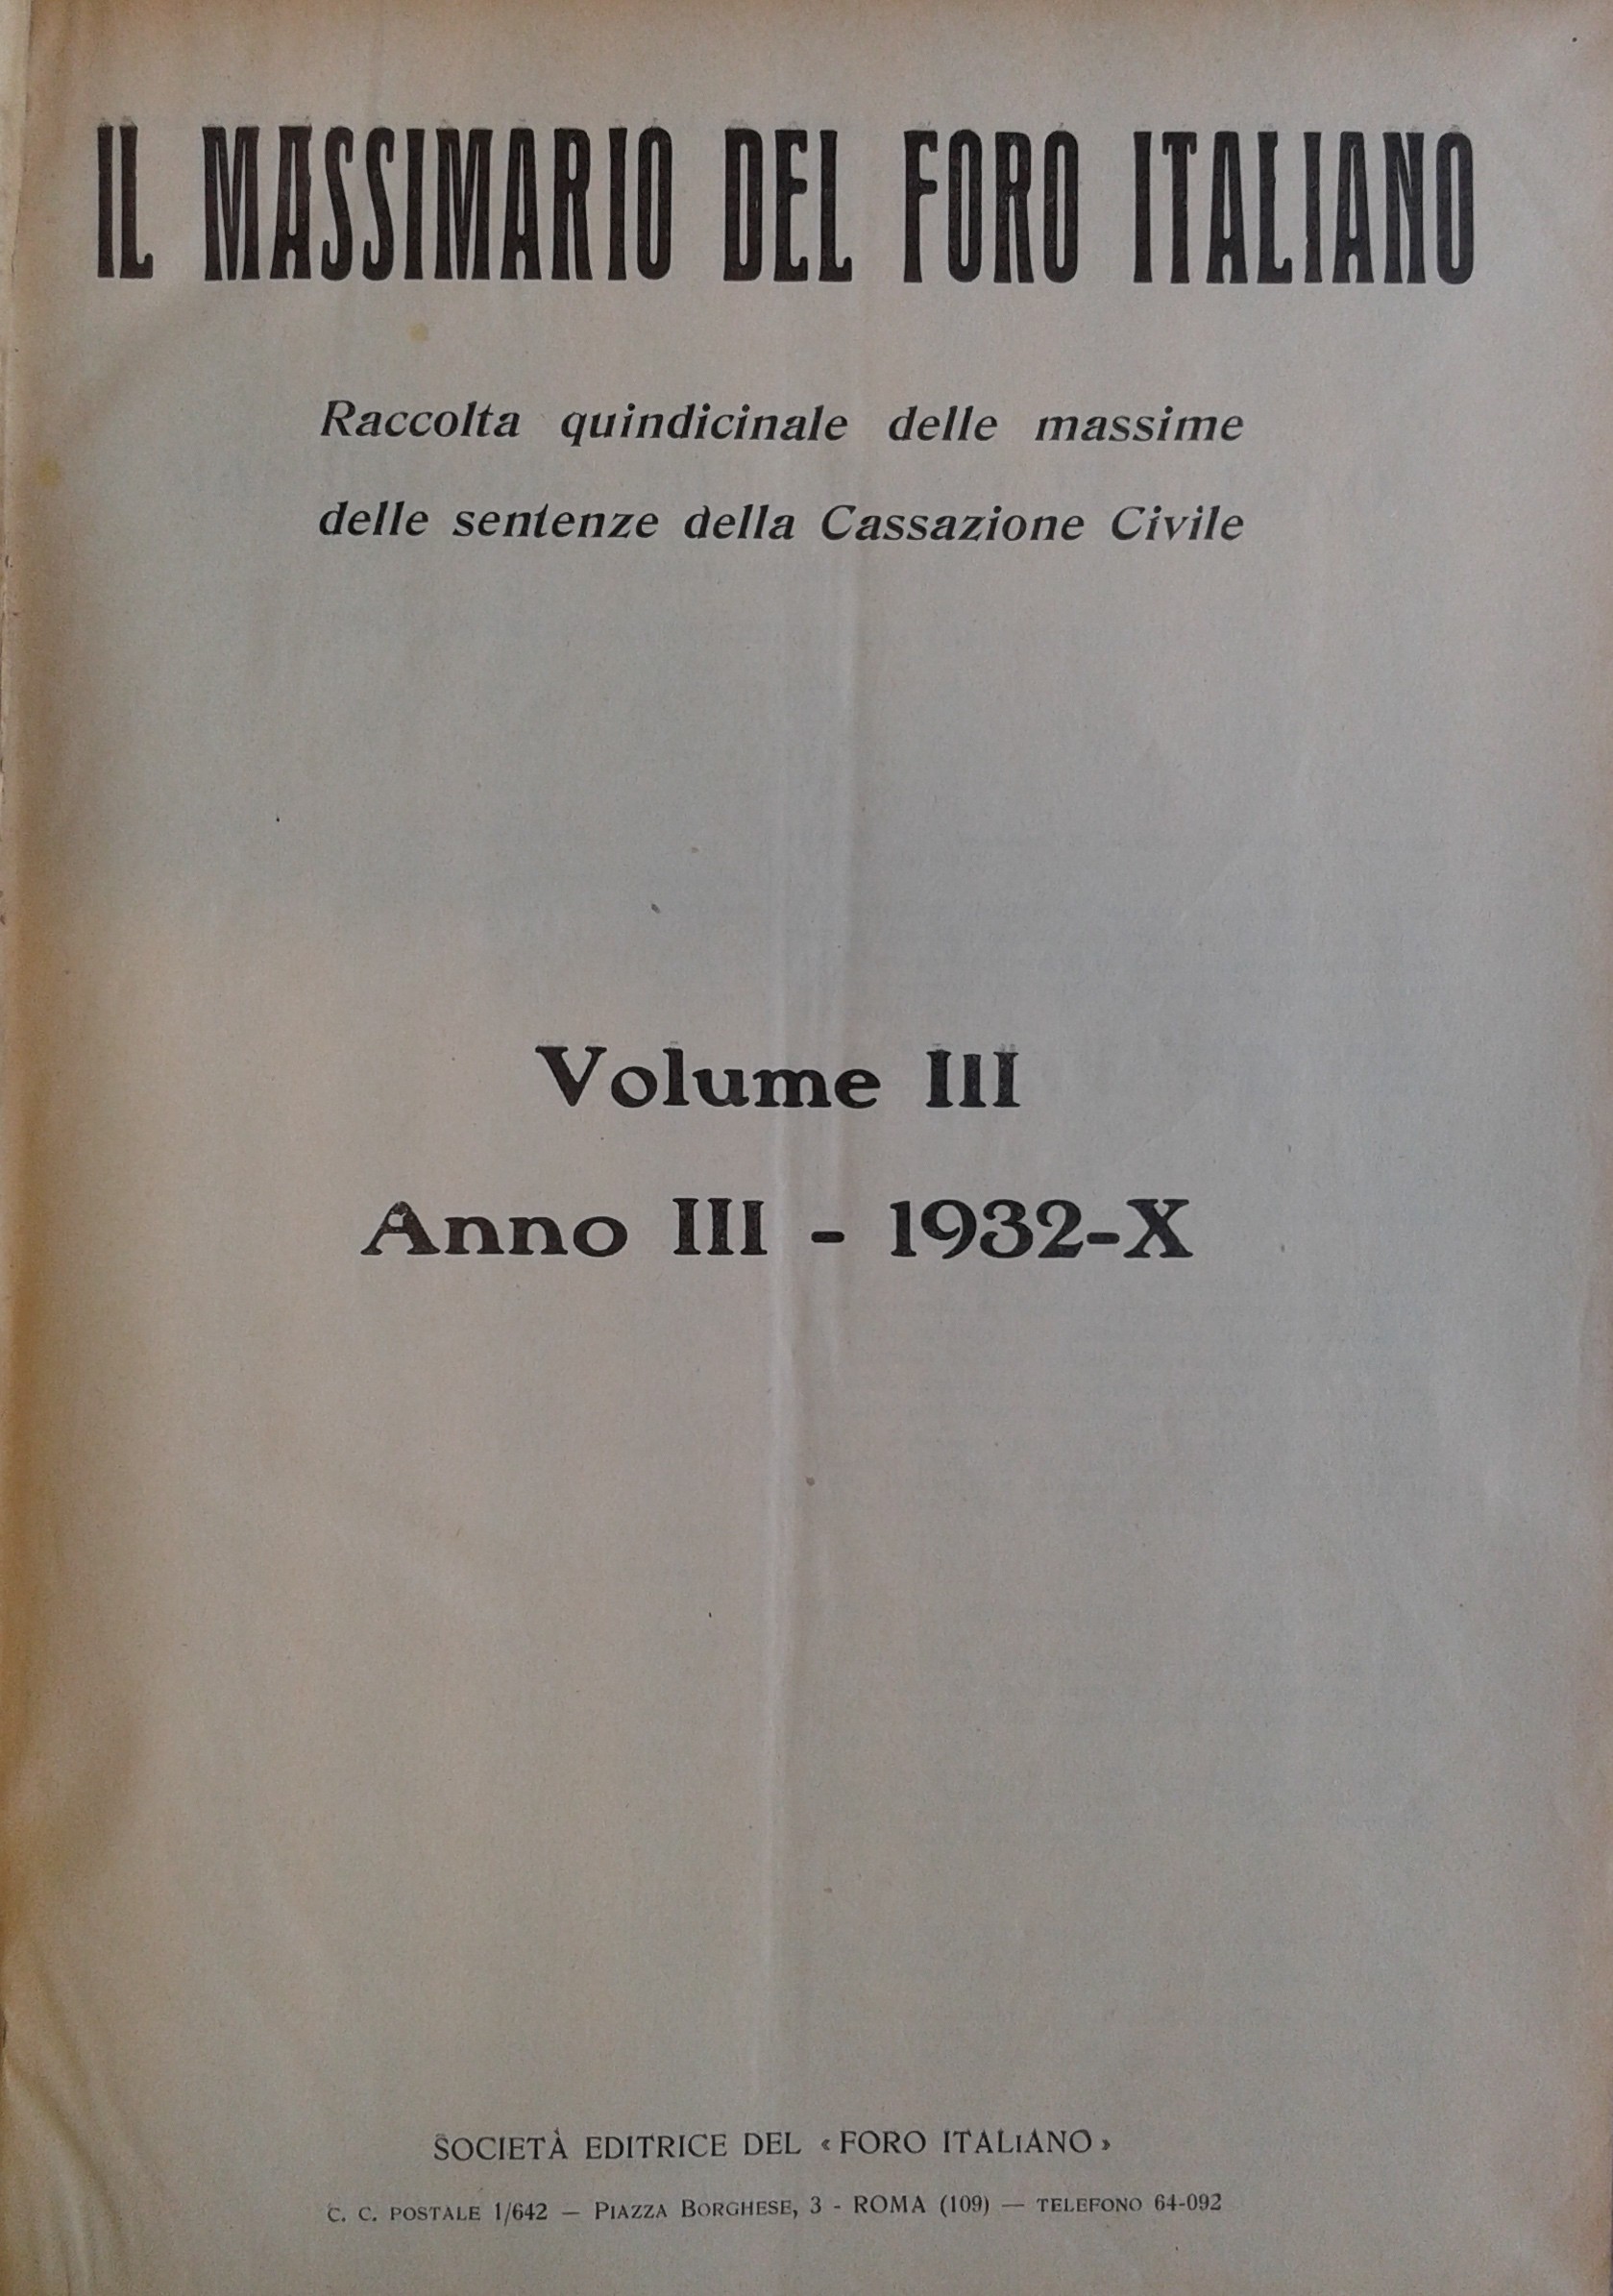 IL MASSIMARIO DEL FORO ITALIANO
Raccolta quindicinale delle massime
delle sentenze della Cassazione Civile
Volume III
Anno III - 1932-X
SOCIETÀ EDITRICE DEL « FORO ITALIANO »
C. C. POSTALE 1/642 — PIAZZA BORGHESE, 3 - ROMA (109) — TELEFONO 64-092